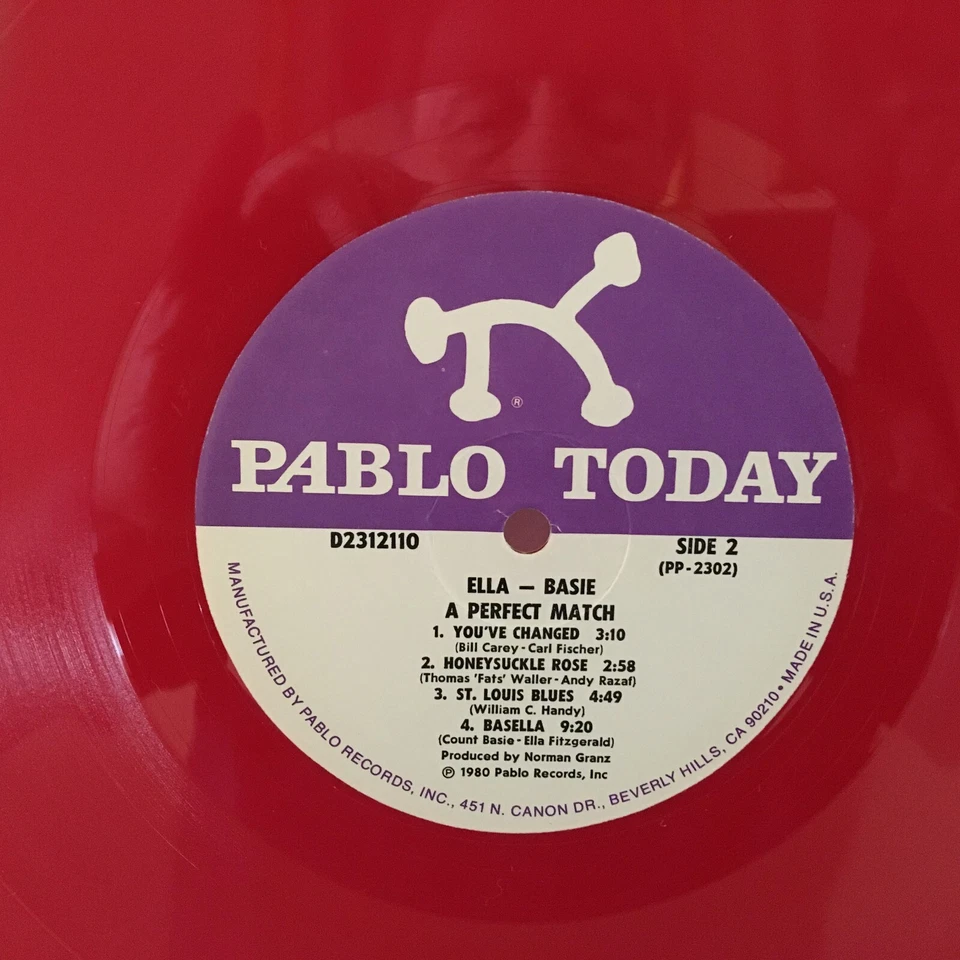 ®
PABLO TODAY
D2312110
SIDE 2
(PP-2302)
ELLA — BASIE
A PERFECT MATCH
1. YOU'VE CHANGED 3:10
(Bill Carey - Carl Fischer)
2. HONEYSUCKLE ROSE 2:58
(Thomas 'Fats' Waller - Andy Razaf)
3. ST. LOUIS BLUES 4:49
(William C. Handy)
4. BASELLA 9:20
(Count Basie - Ella Fitzgerald)
Produced by Norman Granz
℗ 1980 Pablo Records, Inc
MANUFACTURED BY PABLO RECORDS, INC., 451 N. CANON DR., BEVERLY HILLS, CA 90210 • MADE IN U.S.A.